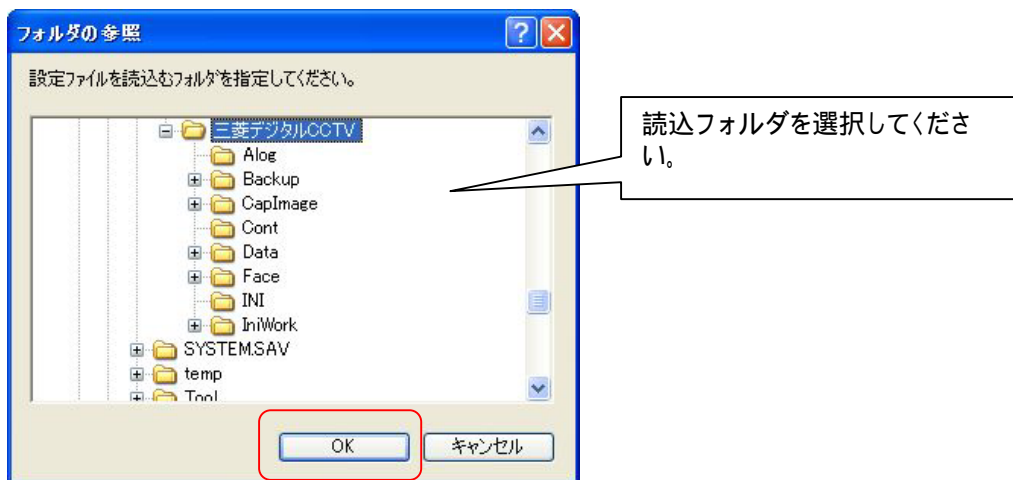 フォルダの参照
設定ファイルを読込むフォルダを指定してください。
三菱デジタルCCTV
Alog
Backup
CapImage
Cont
Data
Face
INI
IniWork
SYSTEM.SAV
temp
Tool
OK
キャンセル
読込フォルダを選択してくださ
い。